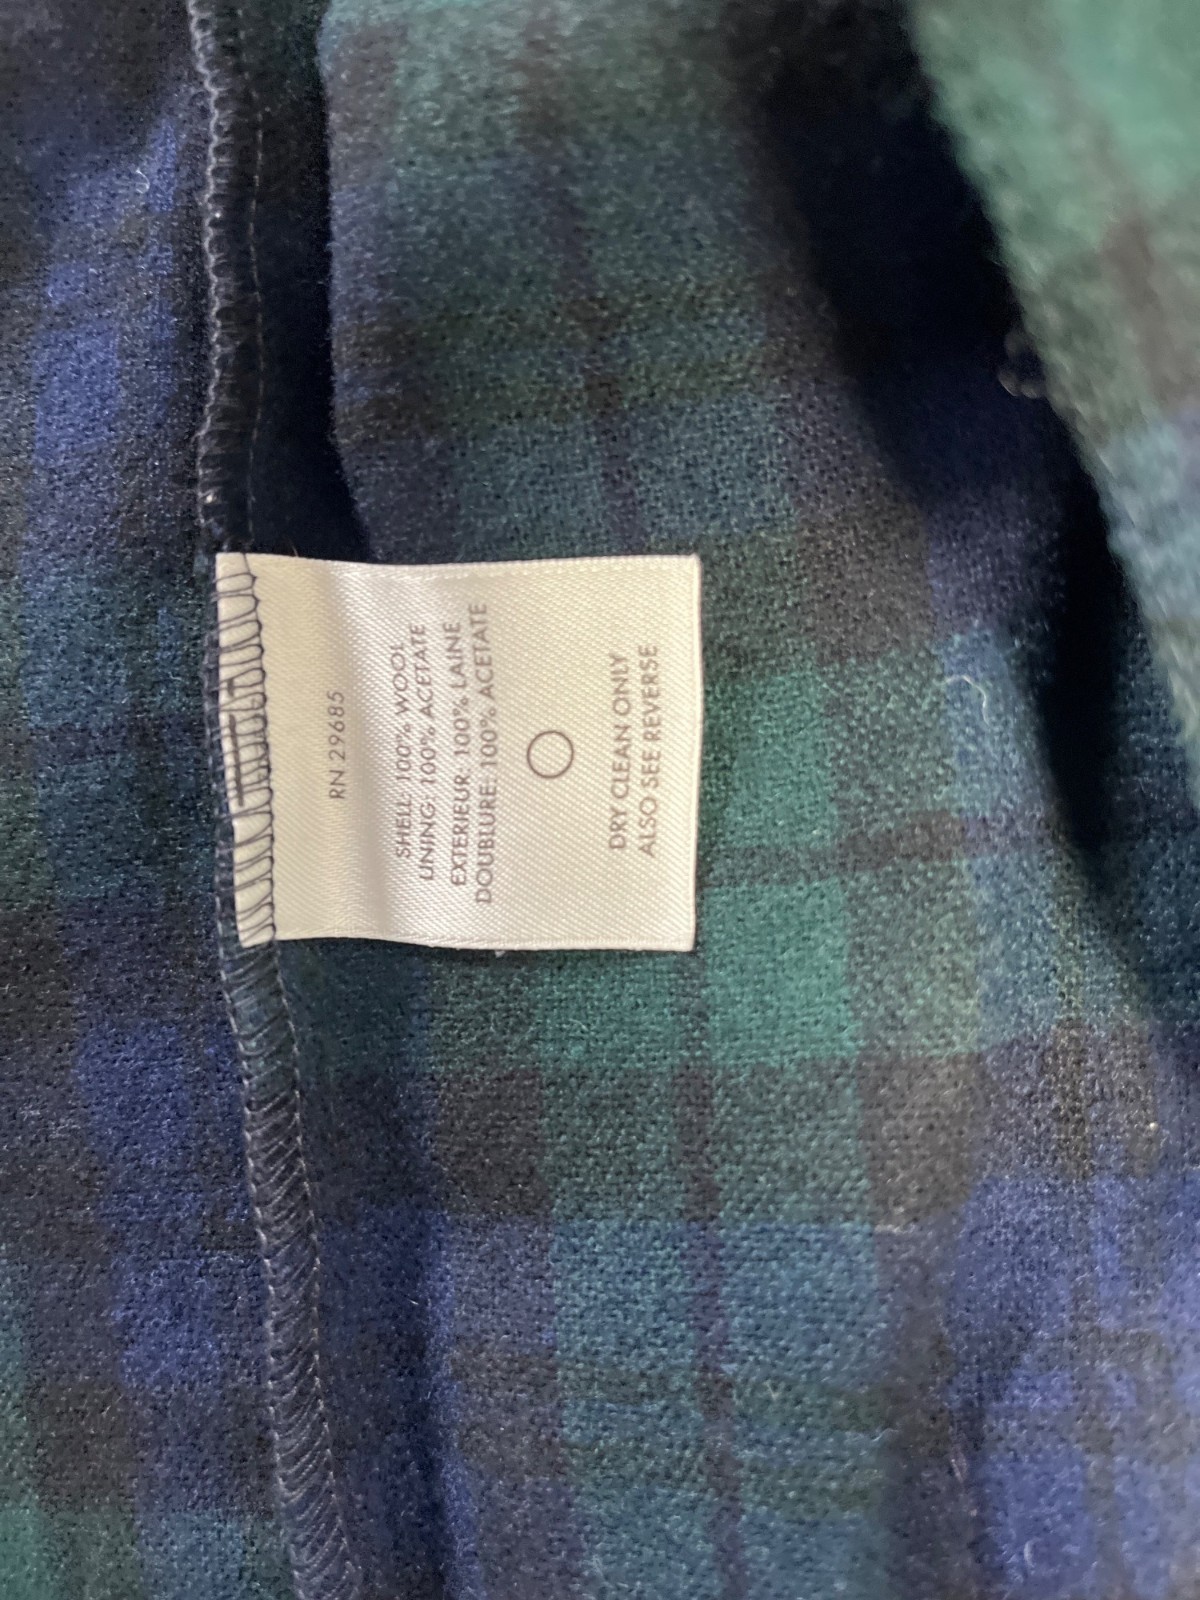 RN 29685
SHELL: 100% WOOL
LINING: 100% ACETATE
EXTERIEUR: 100% LAINE
DOUBLURE: 100% ACETATE
DRY CLEAN ONLY
ALSO SEE REVERSE